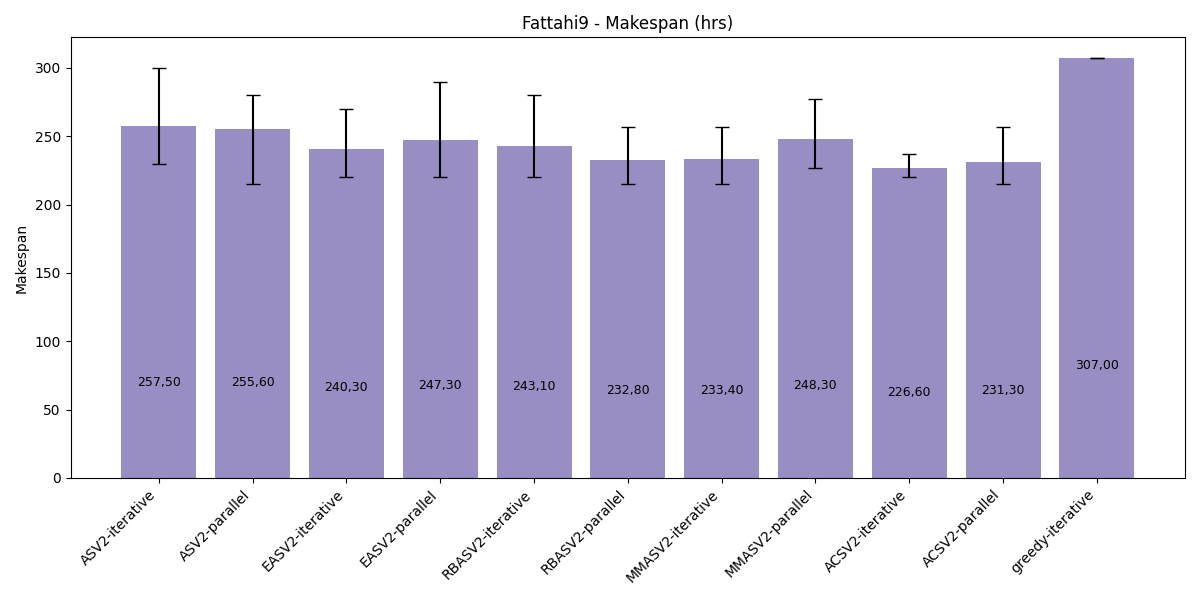 Fattahi9 - Makespan (hrs)
Makespan
300
250
200
150
100
50
0
257,50
255,60
240,30
247,30
243,10
232,80
233,40
248,30
226,60
231,30
307,00
ASV2-iterative
ASV2-parallel
EASV2-iterative
EASV2-parallel
RBASV2-iterative
RBASV2-parallel
MMASV2-iterative
MMASV2-parallel
ACSV2-iterative
ACSV2-parallel
greedy-iterative